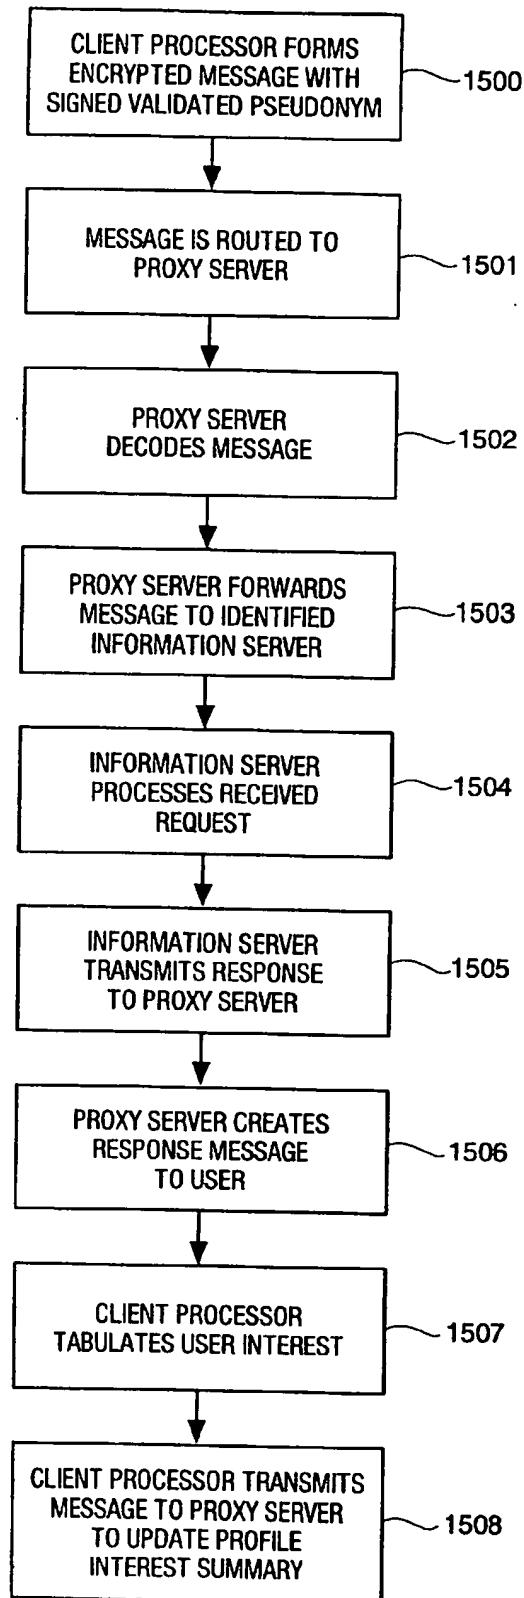 CLIENT PROCESSOR FORMS
ENCRYPTED MESSAGE WITH
SIGNED VALIDATED PSEUDONYM
1500
MESSAGE IS ROUTED TO
PROXY SERVER
1501
PROXY SERVER
DECODES MESSAGE
1502
PROXY SERVER FORWARDS
MESSAGE TO IDENTIFIED
INFORMATION SERVER
1503
INFORMATION SERVER
PROCESSES RECEIVED
REQUEST
1504
INFORMATION SERVER
TRANSMITS RESPONSE
TO PROXY SERVER
1505
PROXY SERVER CREATES
RESPONSE MESSAGE
TO USER
1506
CLIENT PROCESSOR
TABULATES USER INTEREST
1507
CLIENT PROCESSOR TRANSMITS
MESSAGE TO PROXY SERVER
TO UPDATE PROFILE
INTEREST SUMMARY
1508